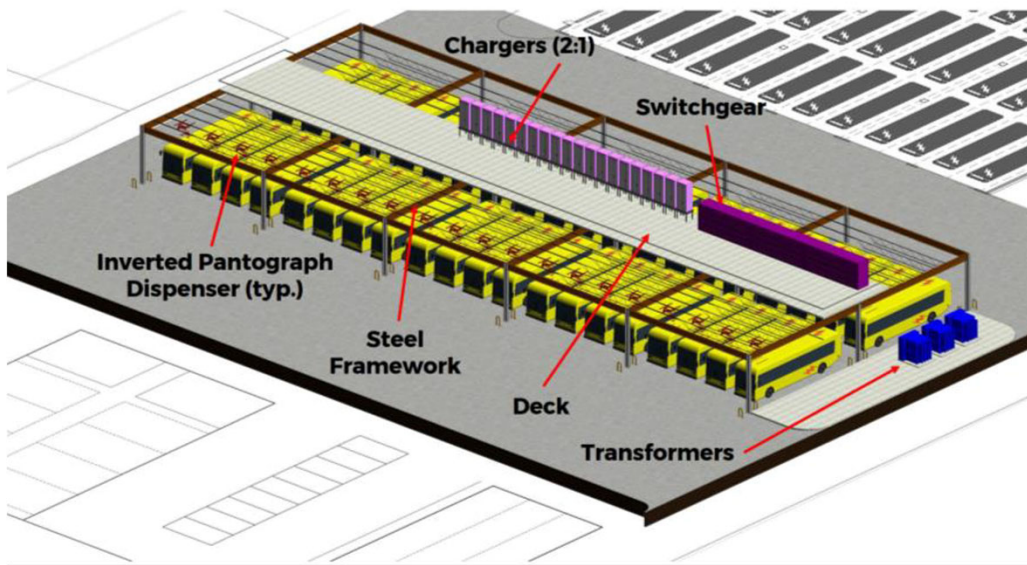 Chargers (2:1)
Switchgear
Inverted Pantograph
Dispenser (typ.)
Steel
Framework
Deck
Transformers